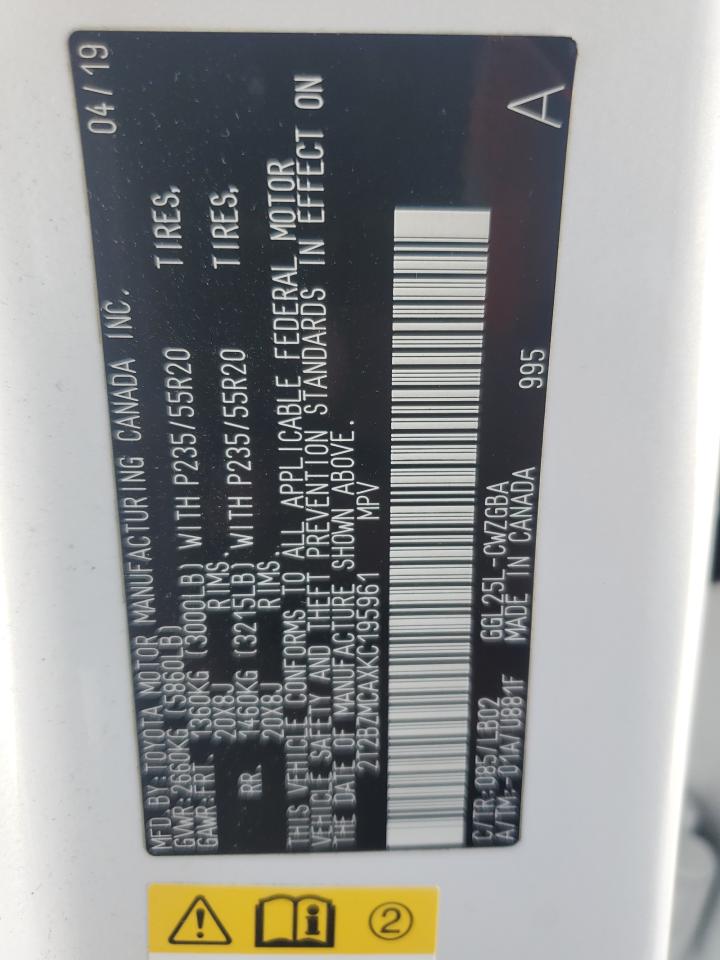 MFD. BY: TOYOTA MOTOR MANUFACTURING CANADA INC. 04/19
GVWR: 2660KG (5860LB)
GAWR: FRT 1360KG (3000LB) WITH P235/55R20 TIRES,
20X8J RIMS.
RR. 1460KG (3215LB) WITH P235/55R20 TIRES,
20X8J RIMS.
THIS VEHICLE CONFORMS TO ALL APPLICABLE FEDERAL MOTOR
VEHICLE SAFETY AND THEFT PREVENTION STANDARDS IN EFFECT ON
THE DATE OF MANUFACTURE SHOWN ABOVE.
2T2BZMCAXKC195961 MPV
C/TR: 085/LB02 GGL25L-CWZGBA
A/TM: -01A/U881F MADE IN CANADA 995
A
2